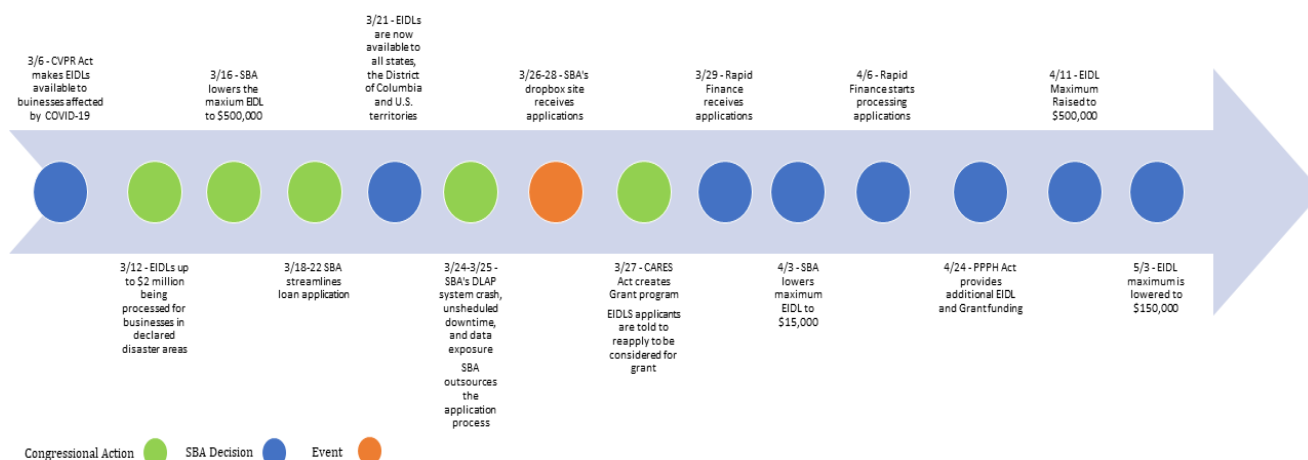 3/6 - CVPR Act
makes EIDLs
available to
businesses affected
by COVID-19
3/12 - EIDLs up
to $2 million
being
processed for
businesses in
declared
disaster areas
3/16 - SBA
lowers the
maxium EIDL
to $500,000
3/18-22 SBA
streamlines
loan application
3/21 - EIDLs
are now
available to
all states,
the District
of Columbia
and U.S.
territories
3/24-3/25 -
SBA's DLAP
system crash,
unsheduled
downtime,
and data
exposure
SBA
outsources
the
application
process
3/26-28 - SBA's
dropbox site
receives
applications
3/27 - CARES
Act creates
Grant program
EIDLS applicants
are told to
reapply to be
considered for
grant
3/29 - Rapid
Finance
receives
applications
4/3 - SBA
lowers
maximum
EIDL to
$15,000
4/6 - Rapid
Finance starts
processing
applications
4/24 - PPPH Act
provides
additional EIDL
and Grant funding
4/11 - EIDL
Maximum
Raised to
$500,000
5/3 - EIDL
maximum is
lowered to
$150,000
Congressional Action
SBA Decision
Event